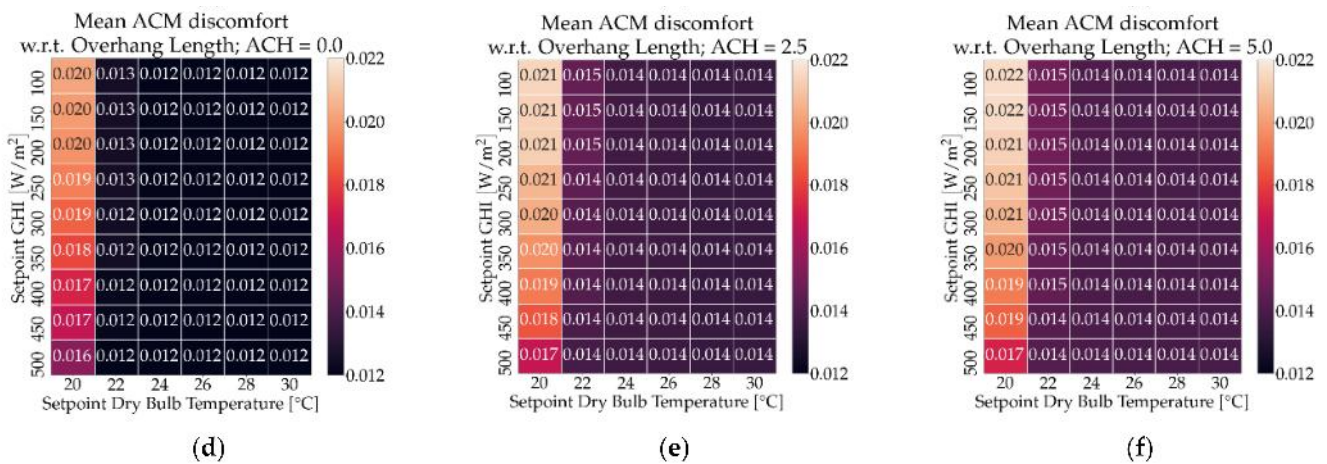 Mean ACM discomfort
w.r.t. Overhang Length; ACH = 0.0
Setpoint GHI [W/m²]
100 0.020 0.013 0.012 0.012 0.012 0.012
150 0.020 0.013 0.012 0.012 0.012 0.012
200 0.020 0.013 0.012 0.012 0.012 0.012
250 0.019 0.013 0.012 0.012 0.012 0.012
300 0.019 0.012 0.012 0.012 0.012 0.012
350 0.018 0.012 0.012 0.012 0.012 0.012
400 0.017 0.012 0.012 0.012 0.012 0.012
450 0.017 0.012 0.012 0.012 0.012 0.012
500 0.016 0.012 0.012 0.012 0.012 0.012
20 22 24 26 28 30
Setpoint Dry Bulb Temperature [°C]
0.022
0.020
0.018
0.016
0.014
0.012
(d)
Mean ACM discomfort
w.r.t. Overhang Length; ACH = 2.5
Setpoint GHI [W/m²]
100 0.021 0.015 0.014 0.014 0.014 0.014
150 0.021 0.015 0.014 0.014 0.014 0.014
200 0.021 0.015 0.014 0.014 0.014 0.014
250 0.021 0.014 0.014 0.014 0.014 0.014
300 0.020 0.014 0.014 0.014 0.014 0.014
350 0.020 0.014 0.014 0.014 0.014 0.014
400 0.019 0.014 0.014 0.014 0.014 0.014
450 0.018 0.014 0.014 0.014 0.014 0.014
500 0.017 0.014 0.014 0.014 0.014 0.014
20 22 24 26 28 30
Setpoint Dry Bulb Temperature [°C]
0.022
0.020
0.018
0.016
0.014
0.012
(e)
Mean ACM discomfort
w.r.t. Overhang Length; ACH = 5.0
Setpoint GHI [W/m²]
100 0.022 0.015 0.014 0.014 0.014 0.014
150 0.022 0.015 0.014 0.014 0.014 0.014
200 0.021 0.015 0.014 0.014 0.014 0.014
250 0.021 0.015 0.014 0.014 0.014 0.014
300 0.021 0.015 0.014 0.014 0.014 0.014
350 0.020 0.015 0.014 0.014 0.014 0.014
400 0.019 0.015 0.014 0.014 0.014 0.014
450 0.019 0.014 0.014 0.014 0.014 0.014
500 0.017 0.014 0.014 0.014 0.014 0.014
20 22 24 26 28 30
Setpoint Dry Bulb Temperature [°C]
0.022
0.020
0.018
0.016
0.014
0.012
(f)